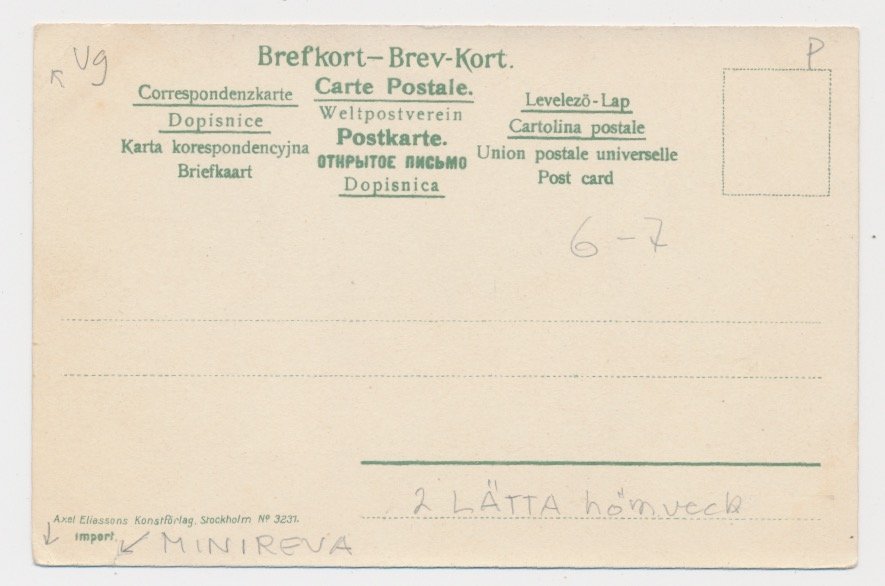 Vg
P
Brefkort–Brev-Kort.
Correspondenzkarte
Dopisnice
Karta korespondencyjna
Briefkaart
Carte Postale.
Weltpostverein
Postkarte.
ОТКРЫТОЕ ПИСЬМО
Dopisnica
Levelező-Lap
Cartolina postale
Union postale universelle
Post card
6-7
2 LÄTTA hörnveck
Axel Eliassons Konstförlag, Stockholm Nº 3231.
Import.
MINIREVA